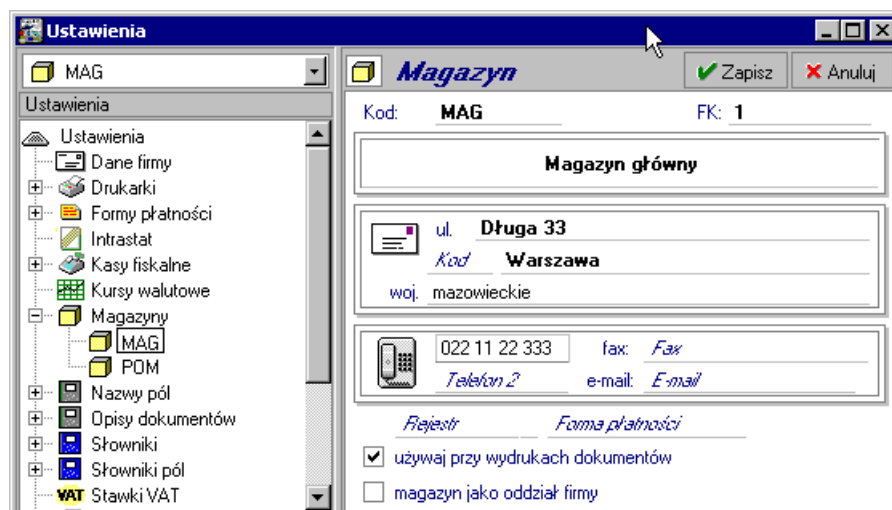 Ustawienia
MAG
Ustawienia
Ustawienia
Dane firmy
Drukarki
Formy płatności
Intrastat
Kasy fiskalne
Kursy walutowe
Magazyny
MAG
POM
Nazwy pól
Opisy dokumentów
Słowniki
Słowniki pól
VAT Stawki VAT
Magazyn Zapisz Anuluj
Kod: MAG FK: 1
Magazyn główny
ul. Długa 33
Kod Warszawa
woj. mazowieckie
022 11 22 333 fax: Fax
Telefon 2 e-mail: E-mail
Rejestr Forma płatności
używaj przy wydrukach dokumentów
magazyn jako oddział firmy